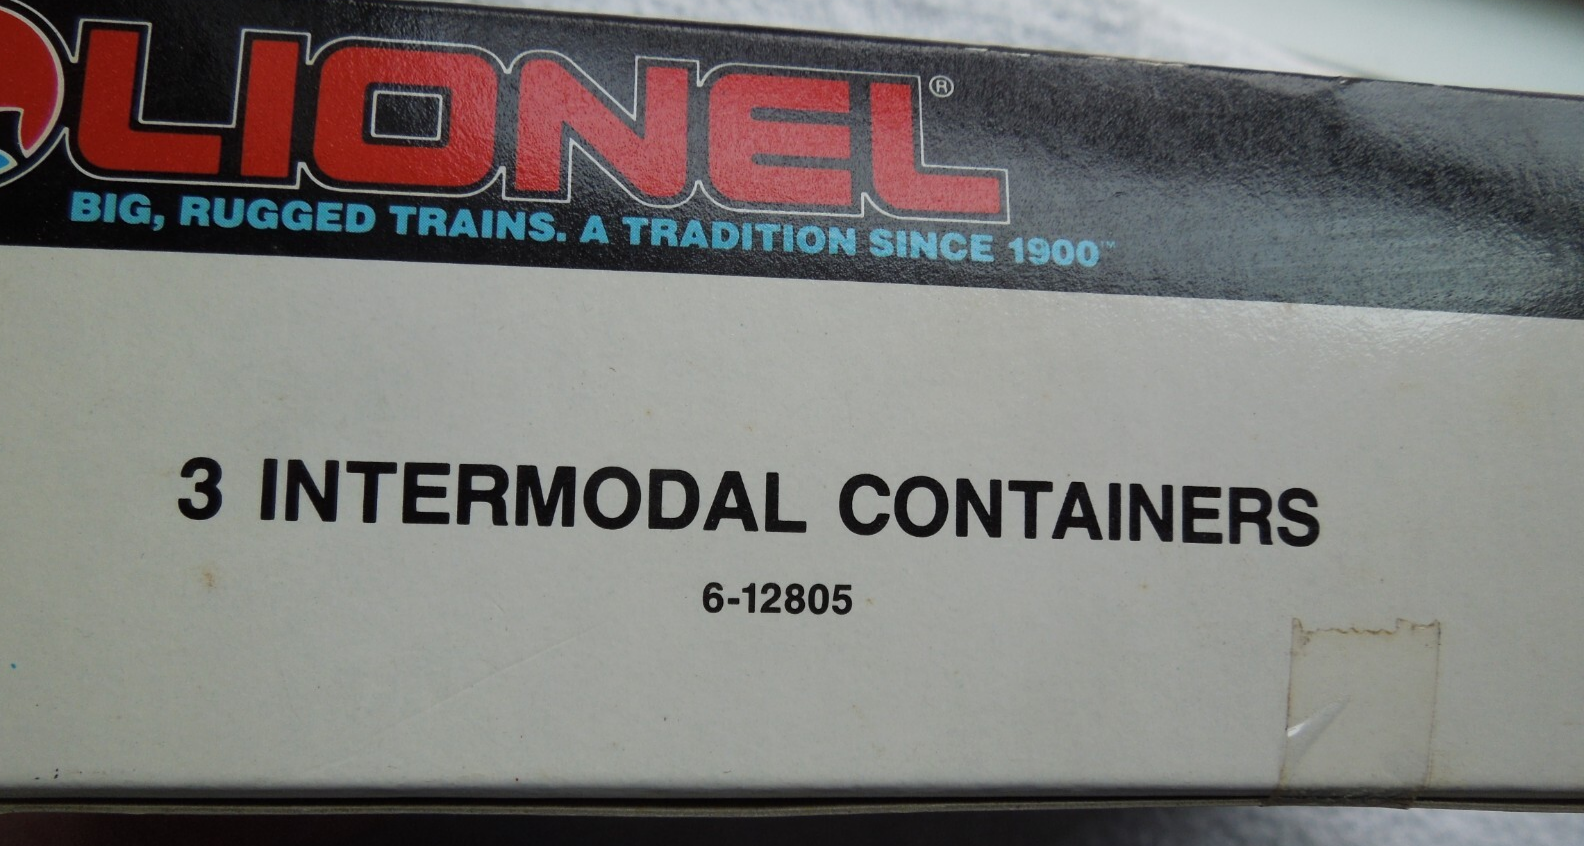 LIONEL®
BIG, RUGGED TRAINS. A TRADITION SINCE 1900™
3 INTERMODAL CONTAINERS
6-12805